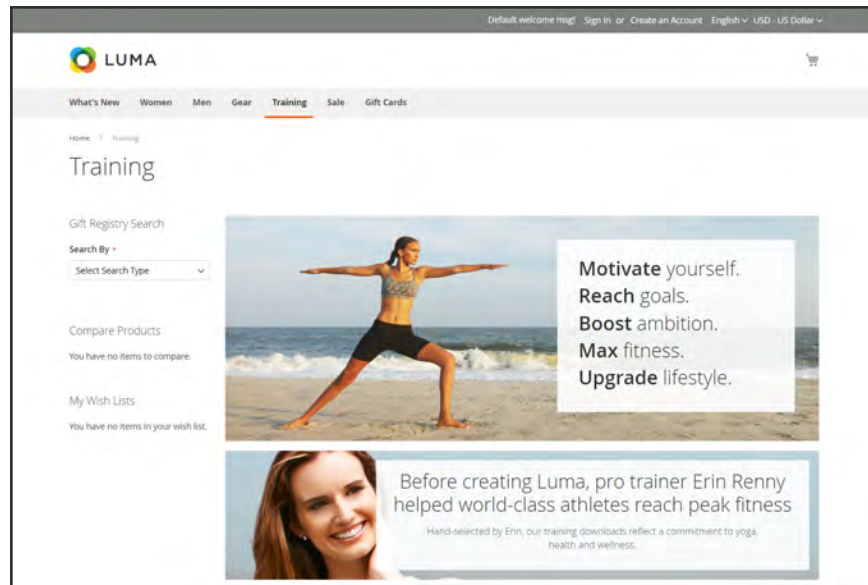 Default welcome msg! Sign In or Create an Account English USD - US Dollar
LUMA
What's New Women Men Gear Training Sale Gift Cards
Home > Training
Training
Gift Registry Search
Search By *
Select Search Type
Compare Products
You have no items to compare.
My Wish Lists
You have no items in your wish list.
Motivate yourself.
Reach goals.
Boost ambition.
Max fitness.
Upgrade lifestyle.
Before creating Luma, pro trainer Erin Renny
helped world-class athletes reach peak fitness
Hand-selected by Erin, our training downloads reflect a commitment to yoga,
health and wellness.